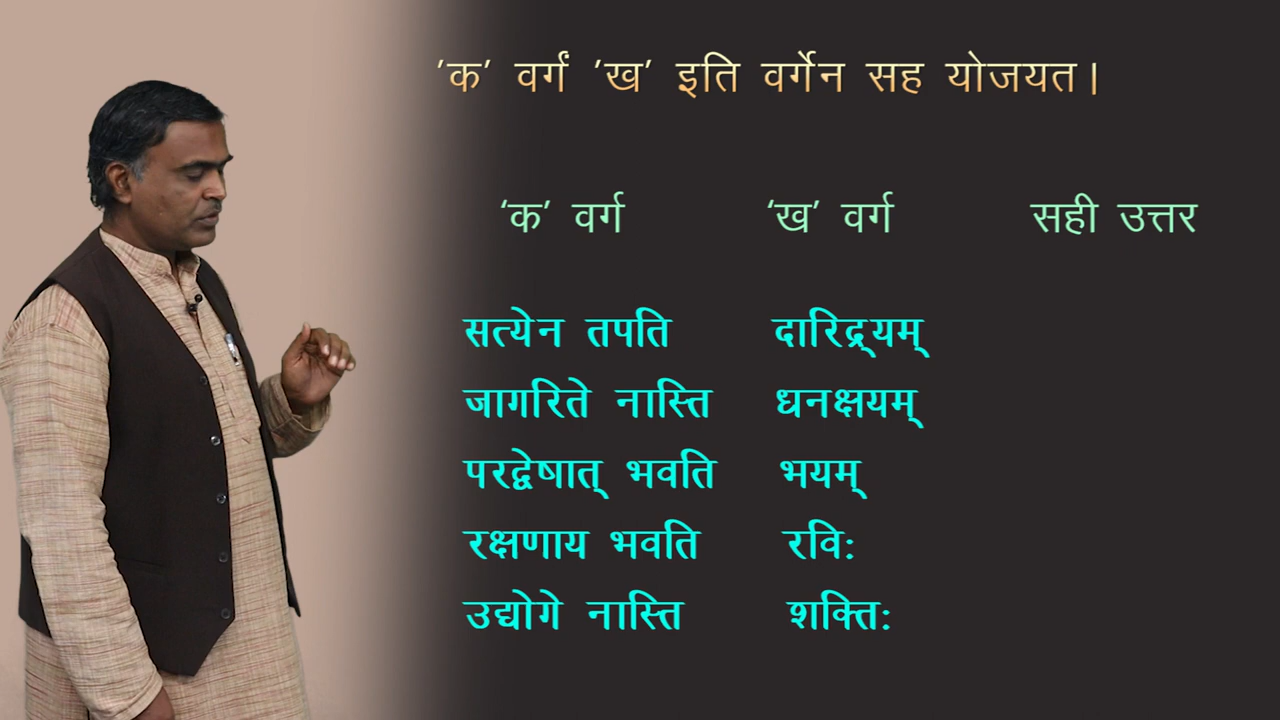 'क' वर्गं 'ख' इति वर्गेन सह योजयत।
'क' वर्ग 'ख' वर्ग सही उत्तर
सत्येन तपति दारिद्र्यम्
जागरिते नास्ति धनक्षयम्
परद्वेषात् भवति भयम्
रक्षणाय भवति रविः
उद्योगे नास्ति शक्तिः